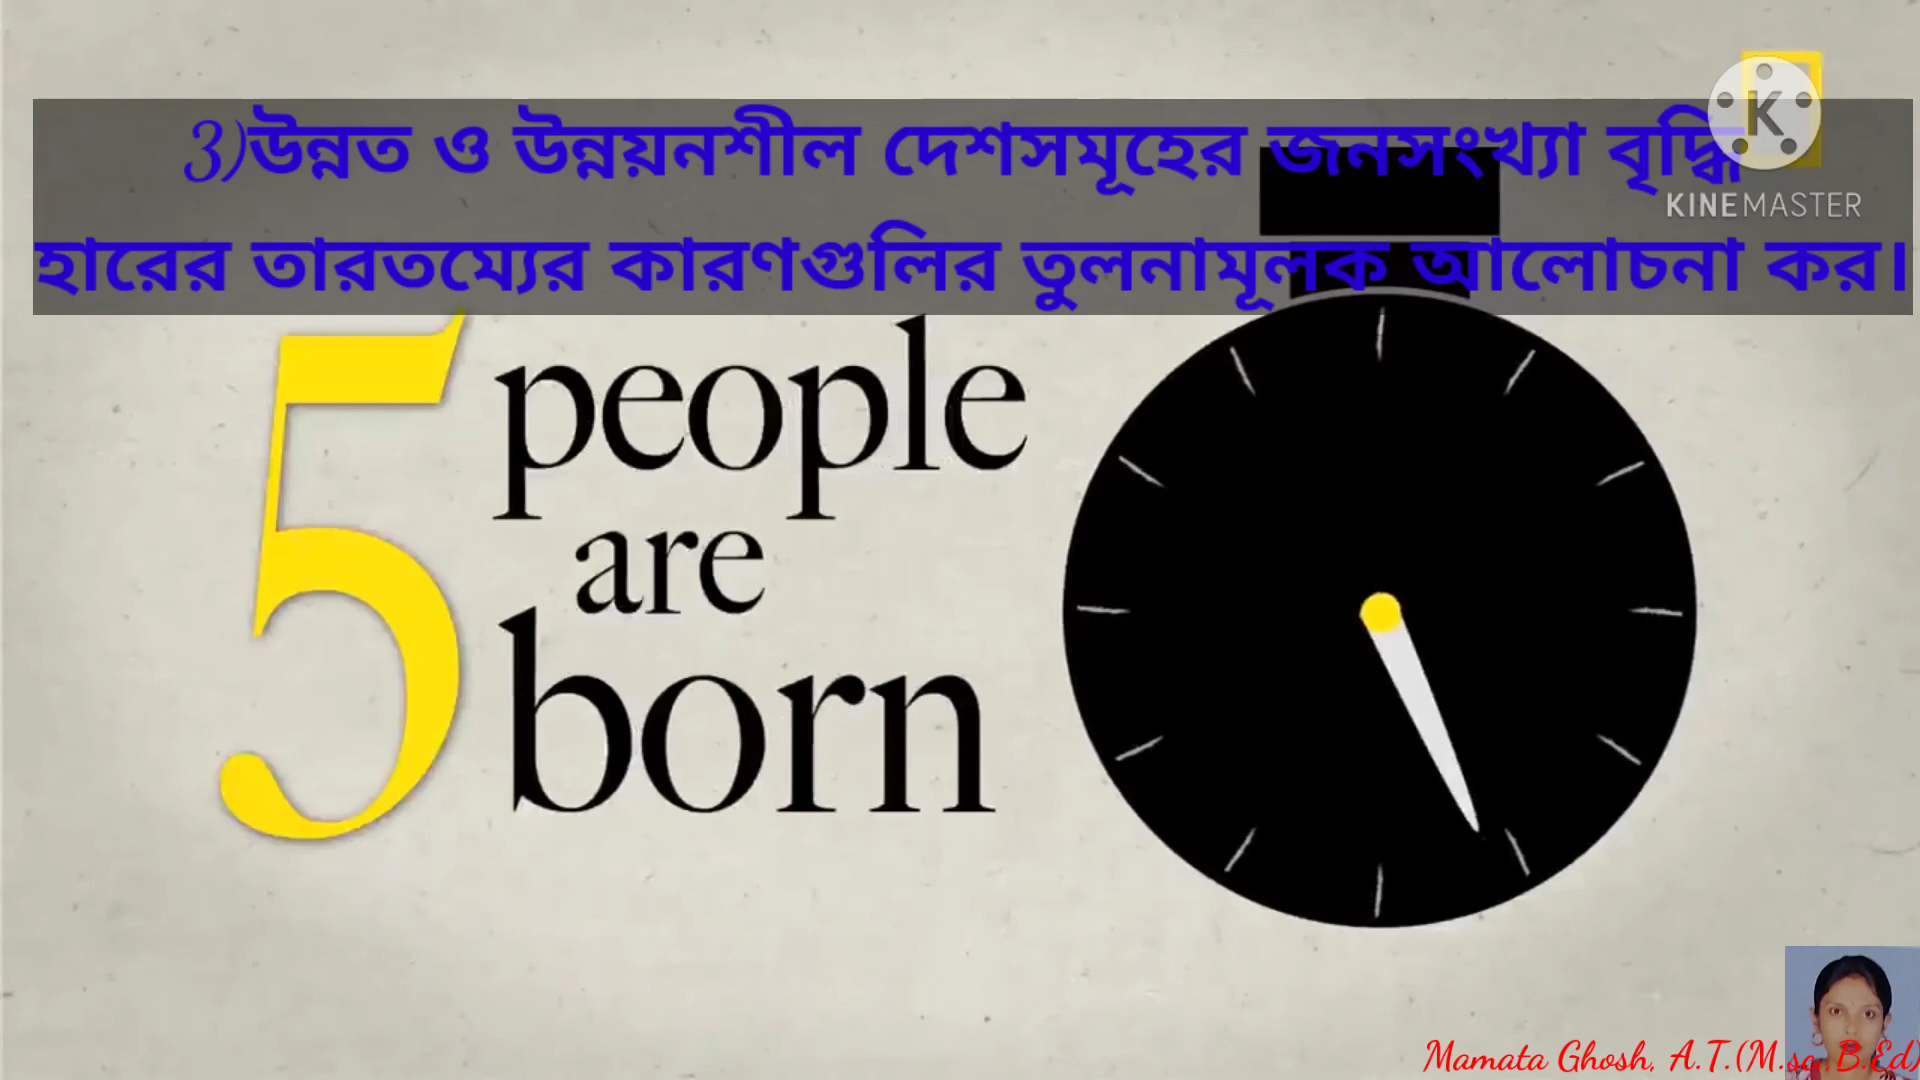 3)উন্নত ও উন্নয়নশীল দেশসমূহের জনসংখ্যা বৃদ্ধি
হারের তারতম্যের কারণগুলির তুলনামূলক আলোচনা কর।
K
KINEMASTER
5 people
are
born
Mamata Ghosh, A.T.(M.sc,B.Ed)